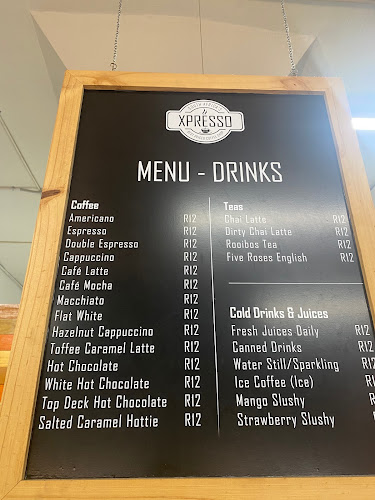 XPRESSO
MENU - DRINKS
Coffee
Americano R12
Espresso R12
Double Espresso R12
Cappuccino R12
Café Latte R12
Café Mocha R12
Macchiato R12
Flat White R12
Hazelnut Cappuccino R12
Toffee Caramel Latte R12
Hot Chocolate R12
White Hot Chocolate R12
Top Deck Hot Chocolate R12
Salted Caramel Hottie R12
Teas
Chai Latte R12
Dirty Chai Latte R12
Rooibos Tea R12
Five Roses English R12
Cold Drinks & Juices
Fresh Juices Daily R12
Canned Drinks R12
Water Still/Sparkling R12
Ice Coffee (Ice) R
Mango Slushy R
Strawberry Slushy